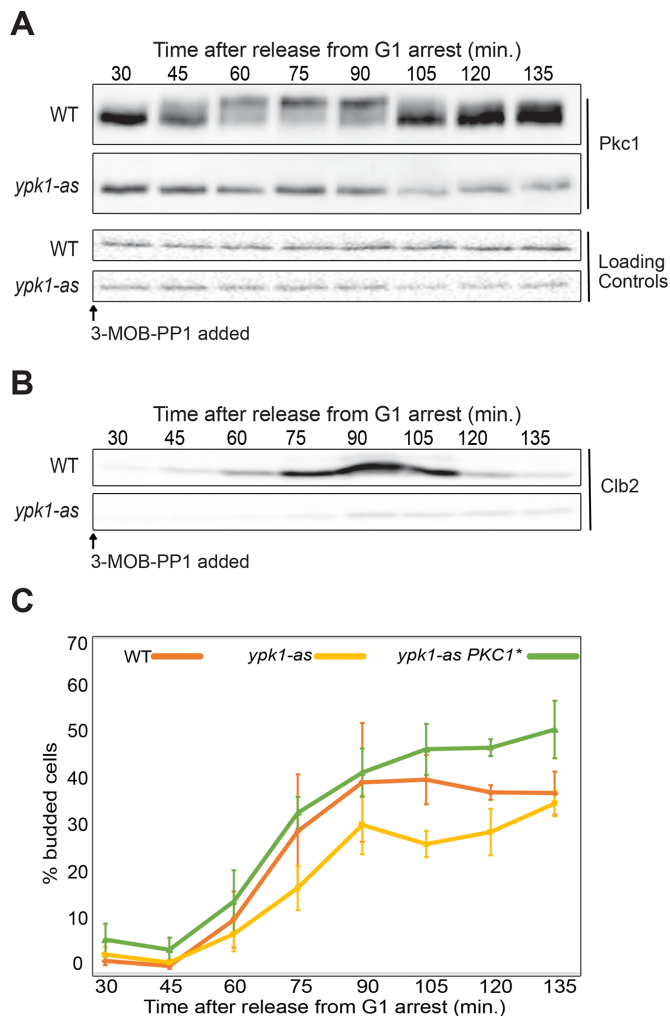 A
Time after release from G1 arrest (min.)
30 45 60 75 90 105 120 135
WT
Pkc1
ypk1-as
WT
Loading
Controls
ypk1-as
3-MOB-PP1 added
B
Time after release from G1 arrest (min.)
30 45 60 75 90 105 120 135
WT
Clb2
ypk1-as
3-MOB-PP1 added
C
70
WT ypk1-as ypk1-as PKC1*
60
50
40
30
20
10
0
% budded cells
30 45 60 75 90 105 120 135
Time after release from G1 arrest (min.)